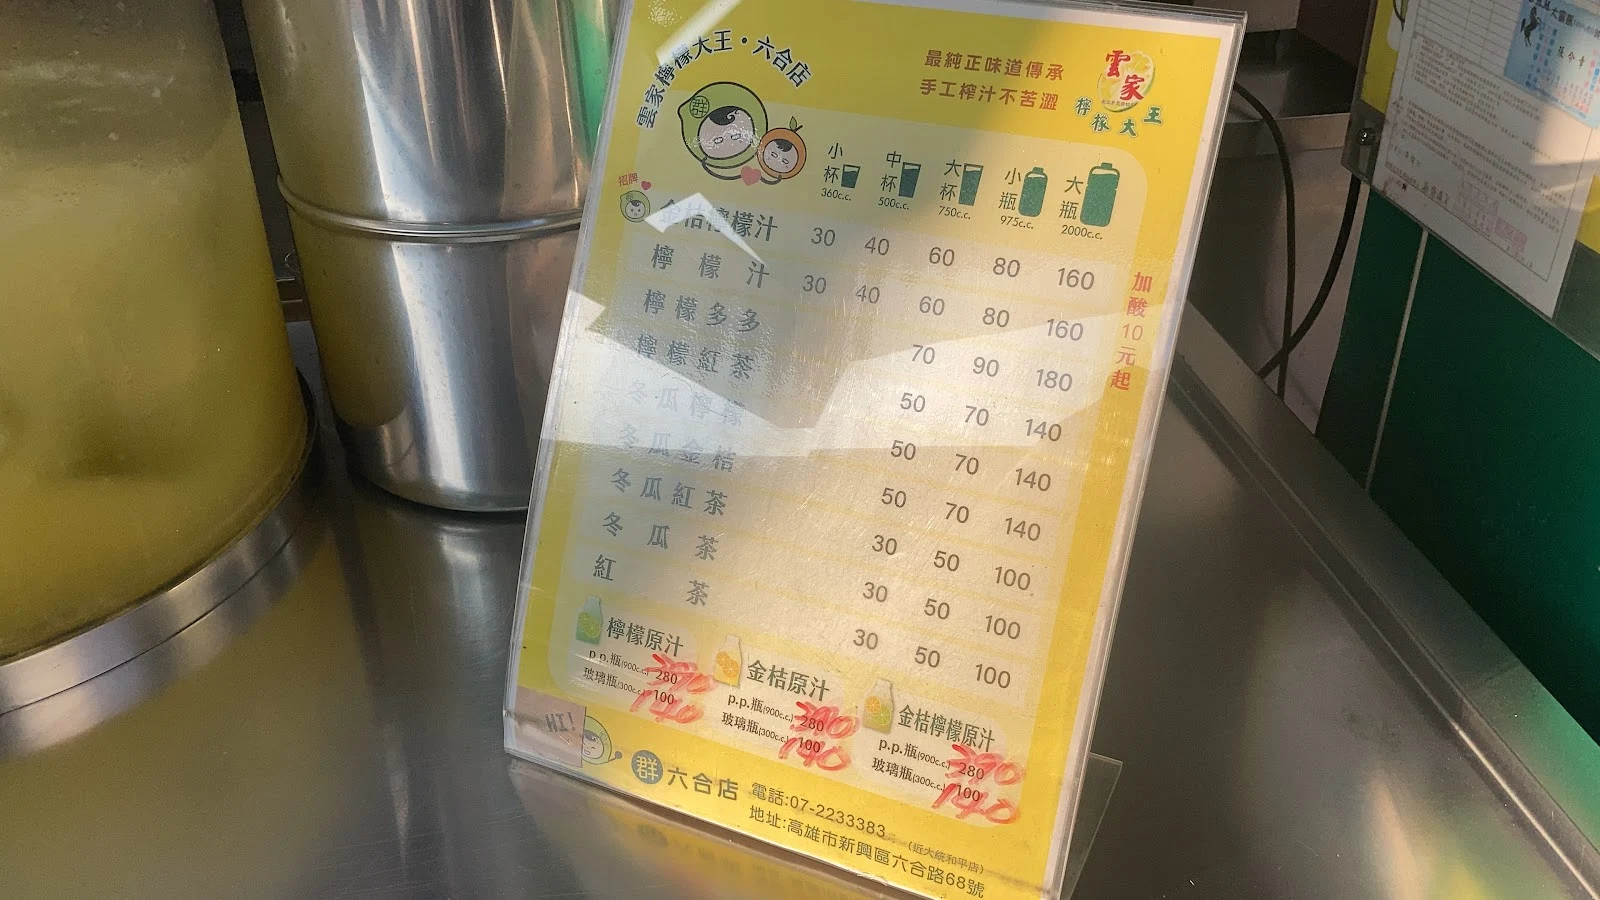 雲家檸檬大王・六合店
最純正味道傳承
手工榨汁不苦澀
雲家
檸檬大王
群
小杯 360c.c. 中杯 500c.c. 大杯 750c.c. 小瓶 975c.c. 大瓶 2000c.c.
招牌
金桔檸檬汁 30 40 60 80 160
檸檬汁 30 40 60 80 160
檸檬多多 70 90 180
檸檬紅茶 50 70 140
冬瓜檸檬 50 70 140
冬瓜金桔 50 70 140
冬瓜紅茶 30 50 100
冬瓜茶 30 50 100
紅茶 30 50 100
加酸10元起
檸檬原汁
p.p.瓶(900c.c.) 280
玻璃瓶(300c.c.) 100
金桔原汁
p.p.瓶(900c.c.) 280
玻璃瓶(300c.c.) 100
金桔檸檬原汁
p.p.瓶(900c.c.) 280
玻璃瓶(300c.c.) 100
HI!
群 六合店
電話:07-2233383
(近大統和平店)
地址:高雄市新興區六合路68號